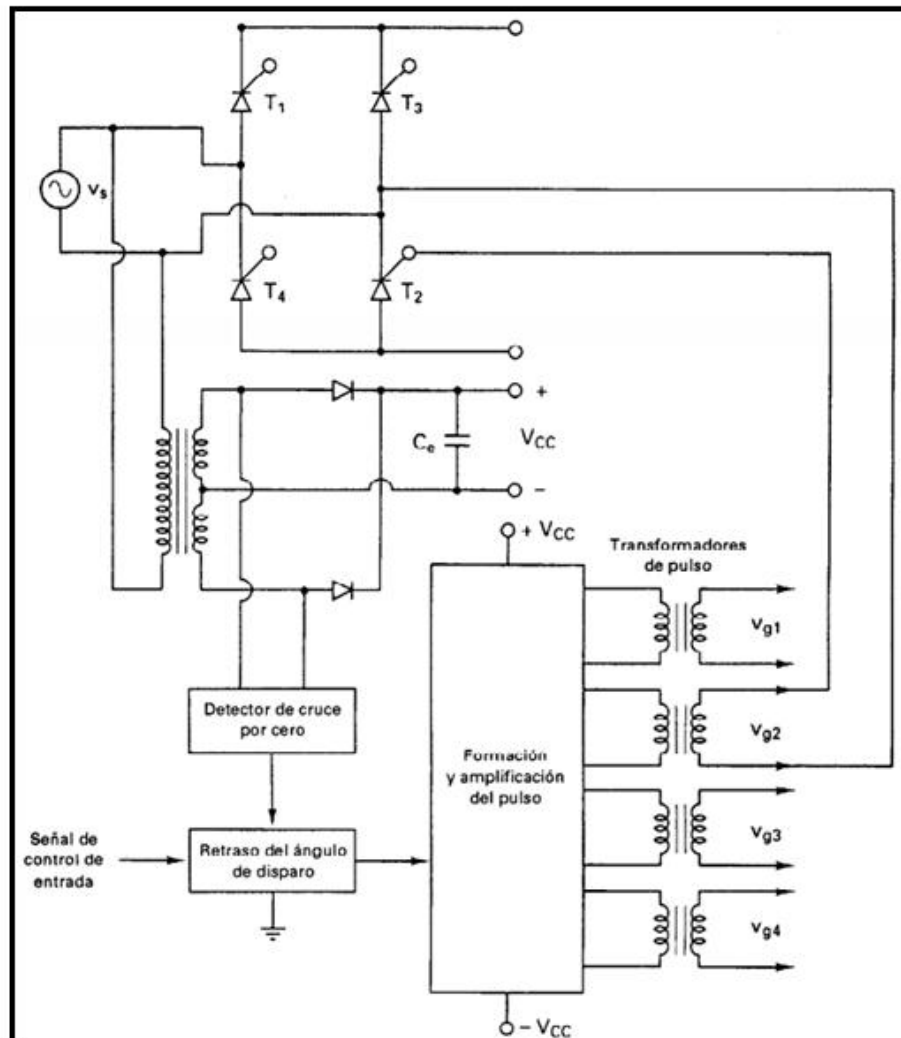 T1
T3
vs
T4
T2
+
Ce
VCC
−
+ VCC
Transformadores
de pulso
vg1
Detector de cruce
por cero
vg2
Formación
y amplificación
del pulso
Señal de
control de
entrada
Retraso del ángulo
de disparo
vg3
vg4
− VCC